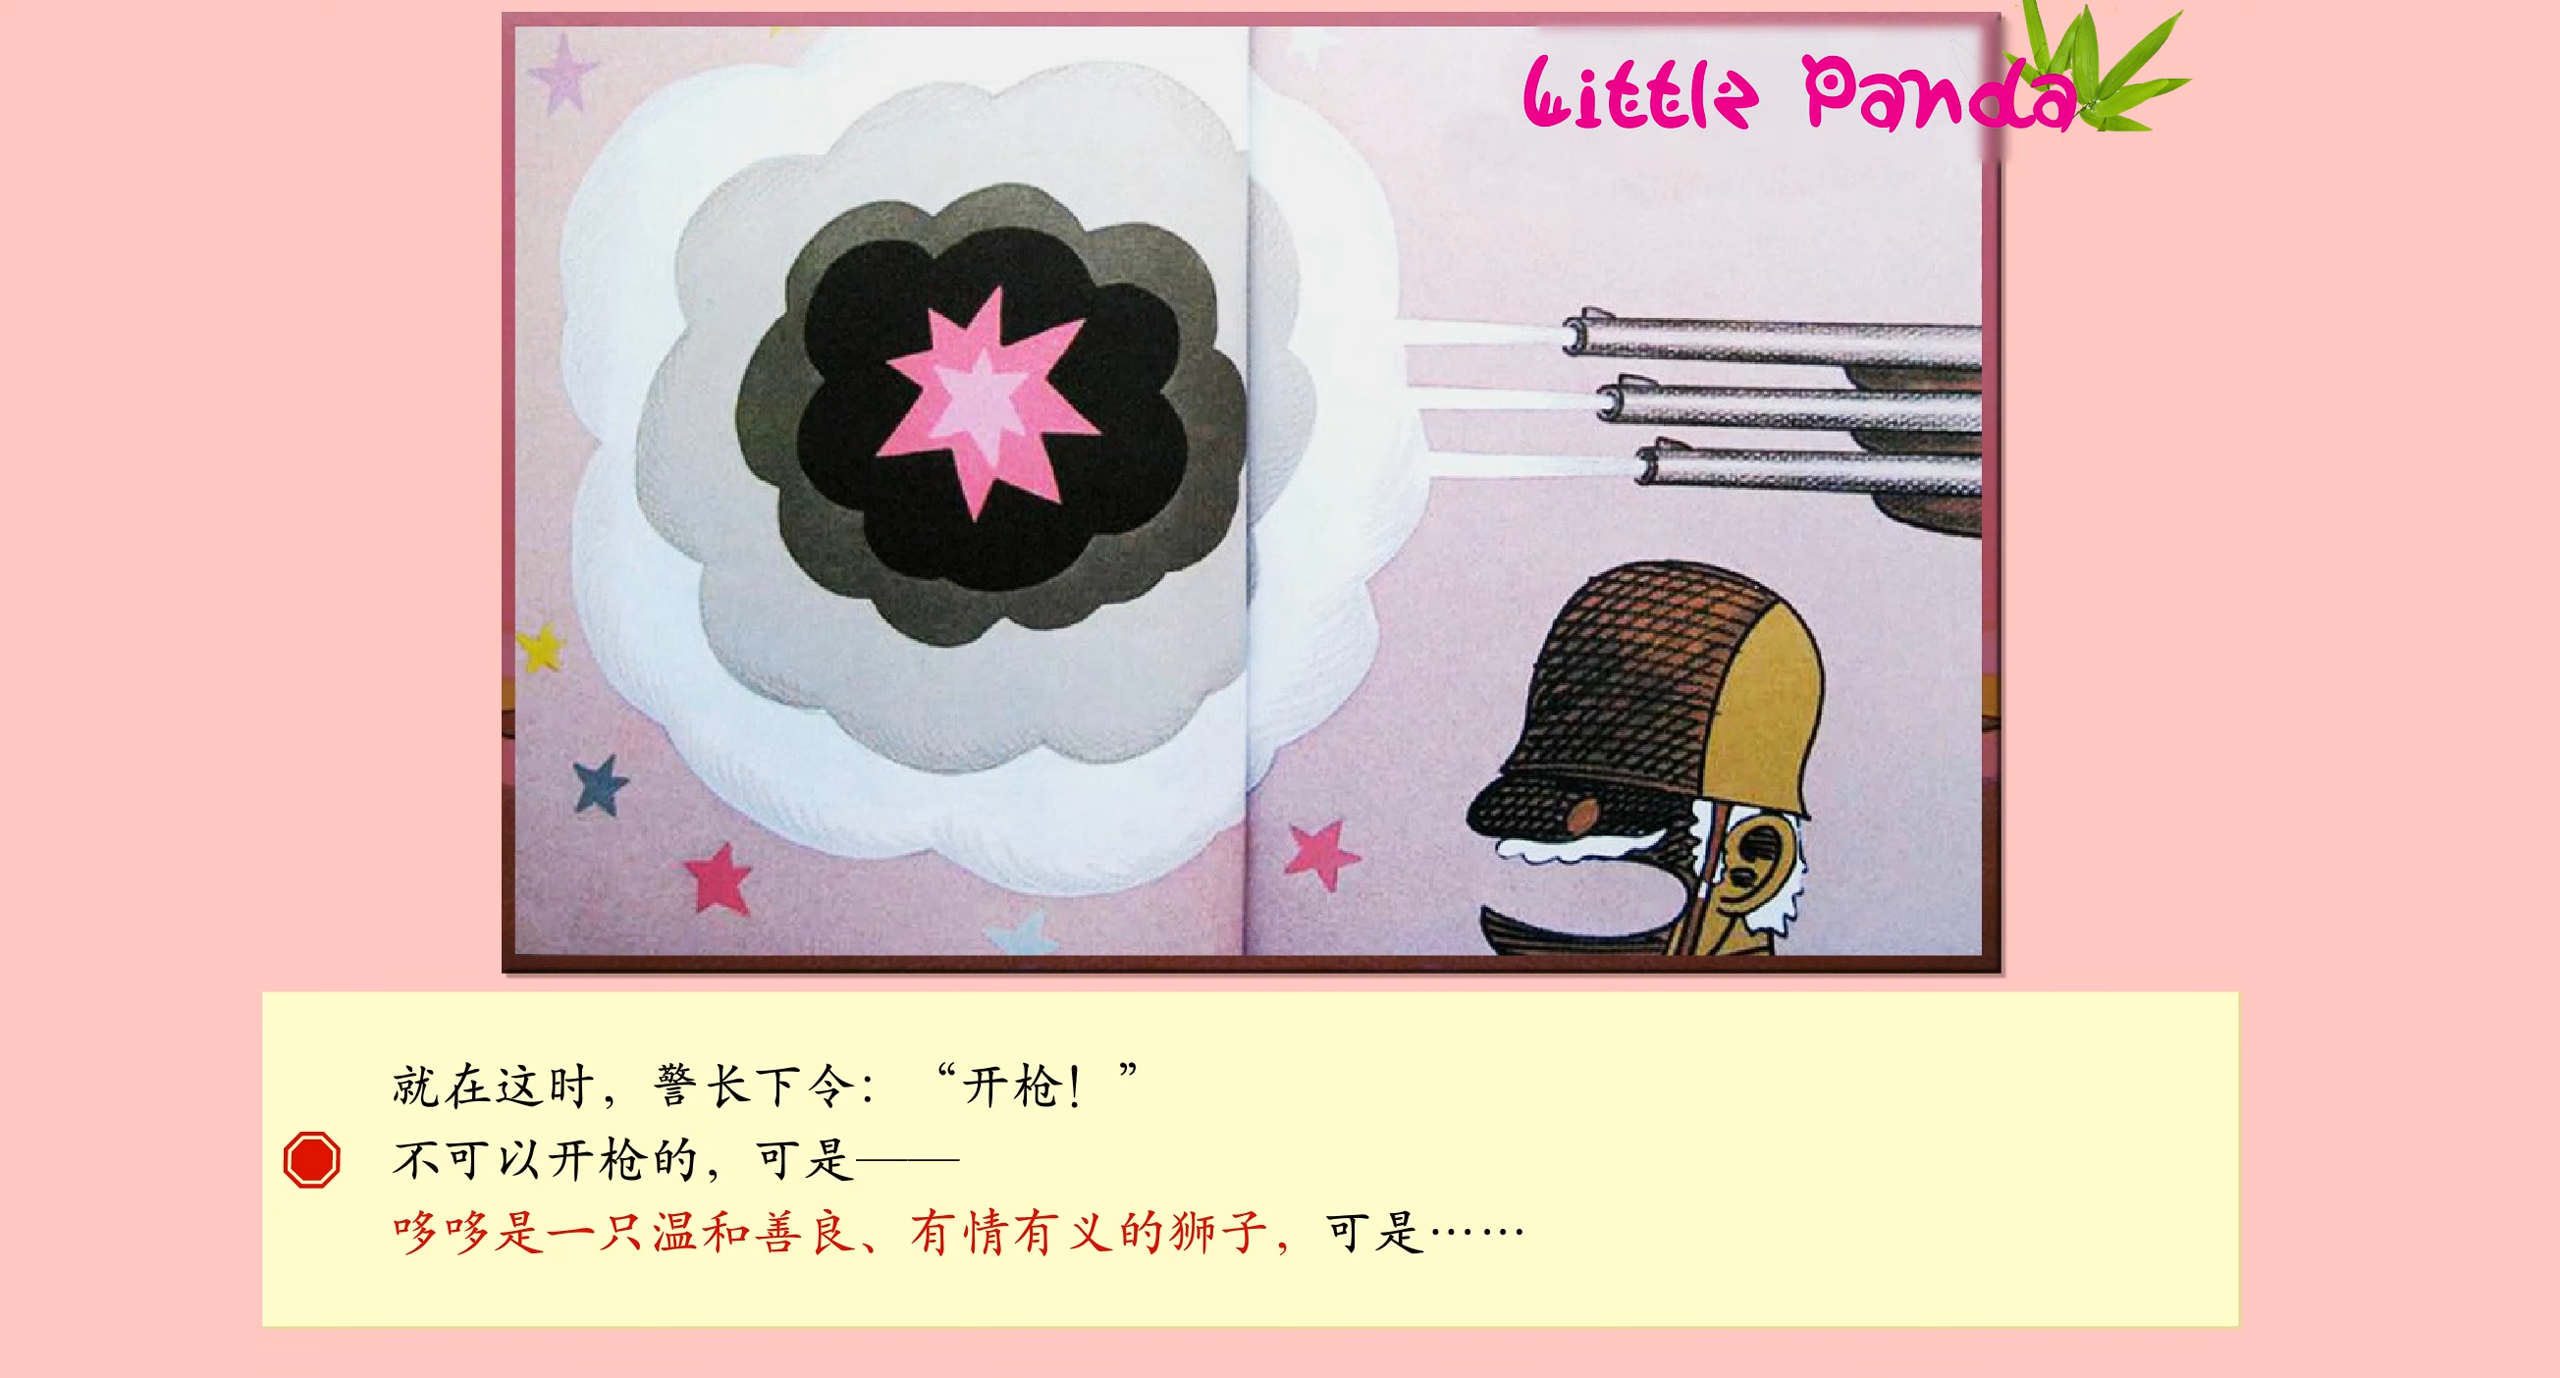 Little Panda
就在这时，警长下令：“开枪！”
不可以开枪的，可是——
哆哆是一只温和善良、有情有义的狮子，可是……